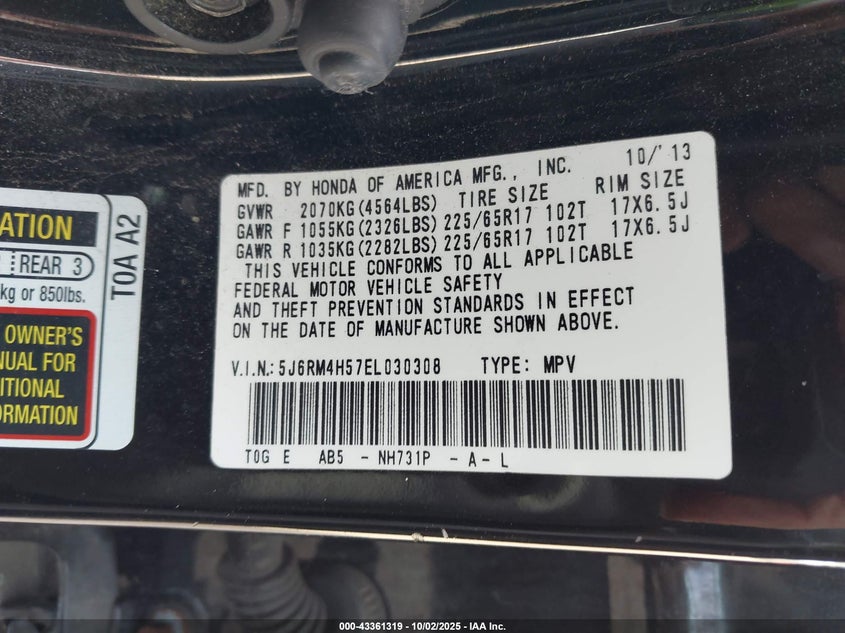 MFD. BY HONDA OF AMERICA MFG., INC. 10/'13
GVWR 2070KG(4564LBS) TIRE SIZE RIM SIZE
GAWR F 1055KG(2326LBS) 225/65R17 102T 17X6.5J
GAWR R 1035KG(2282LBS) 225/65R17 102T 17X6.5J
THIS VEHICLE CONFORMS TO ALL APPLICABLE
FEDERAL MOTOR VEHICLE SAFETY
AND THEFT PREVENTION STANDARDS IN EFFECT
ON THE DATE OF MANUFACTURE SHOWN ABOVE.
V.I.N.: 5J6RM4H57EL030308 TYPE: MPV
T0G E AB5 - NH731P - A - L
ATION
REAR 3
kg or 850lbs.
OWNER'S
NUAL FOR
ITIONAL
ORMATION
T0A A2
000-43361319 - 10/02/2025 - IAA Inc.